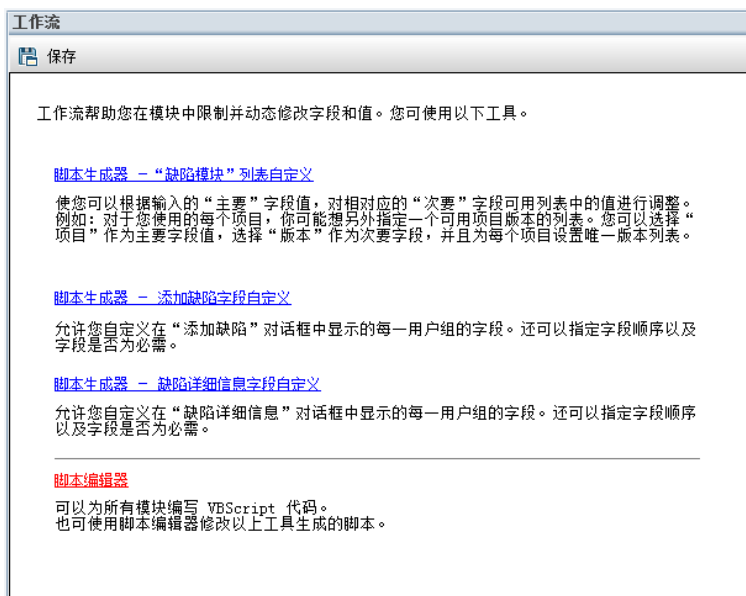 工作流
保存
工作流帮助您在模块中限制并动态修改字段和值。您可使用以下工具。
脚本生成器 － “缺陷模块”列表自定义
使您可以根据输入的“主要”字段值，对相对应的“次要”字段可用列表中的值进行调整。
例如：对于您使用的每个项目，你可能想另外指定一个可用项目版本的列表。您可以选择“
项目”作为主要字段值，选择“版本”作为次要字段，并且为每个项目设置唯一版本列表。
脚本生成器 － 添加缺陷字段自定义
允许您自定义在“添加缺陷”对话框中显示的每一用户组的字段。还可以指定字段顺序以及
字段是否为必需。
脚本生成器 － 缺陷详细信息字段自定义
允许您自定义在“缺陷详细信息”对话框中显示的每一用户组的字段。还可以指定字段顺序
以及字段是否为必需。
脚本编辑器
可以为所有模块编写 VBScript 代码。
也可使用脚本编辑器修改以上工具生成的脚本。